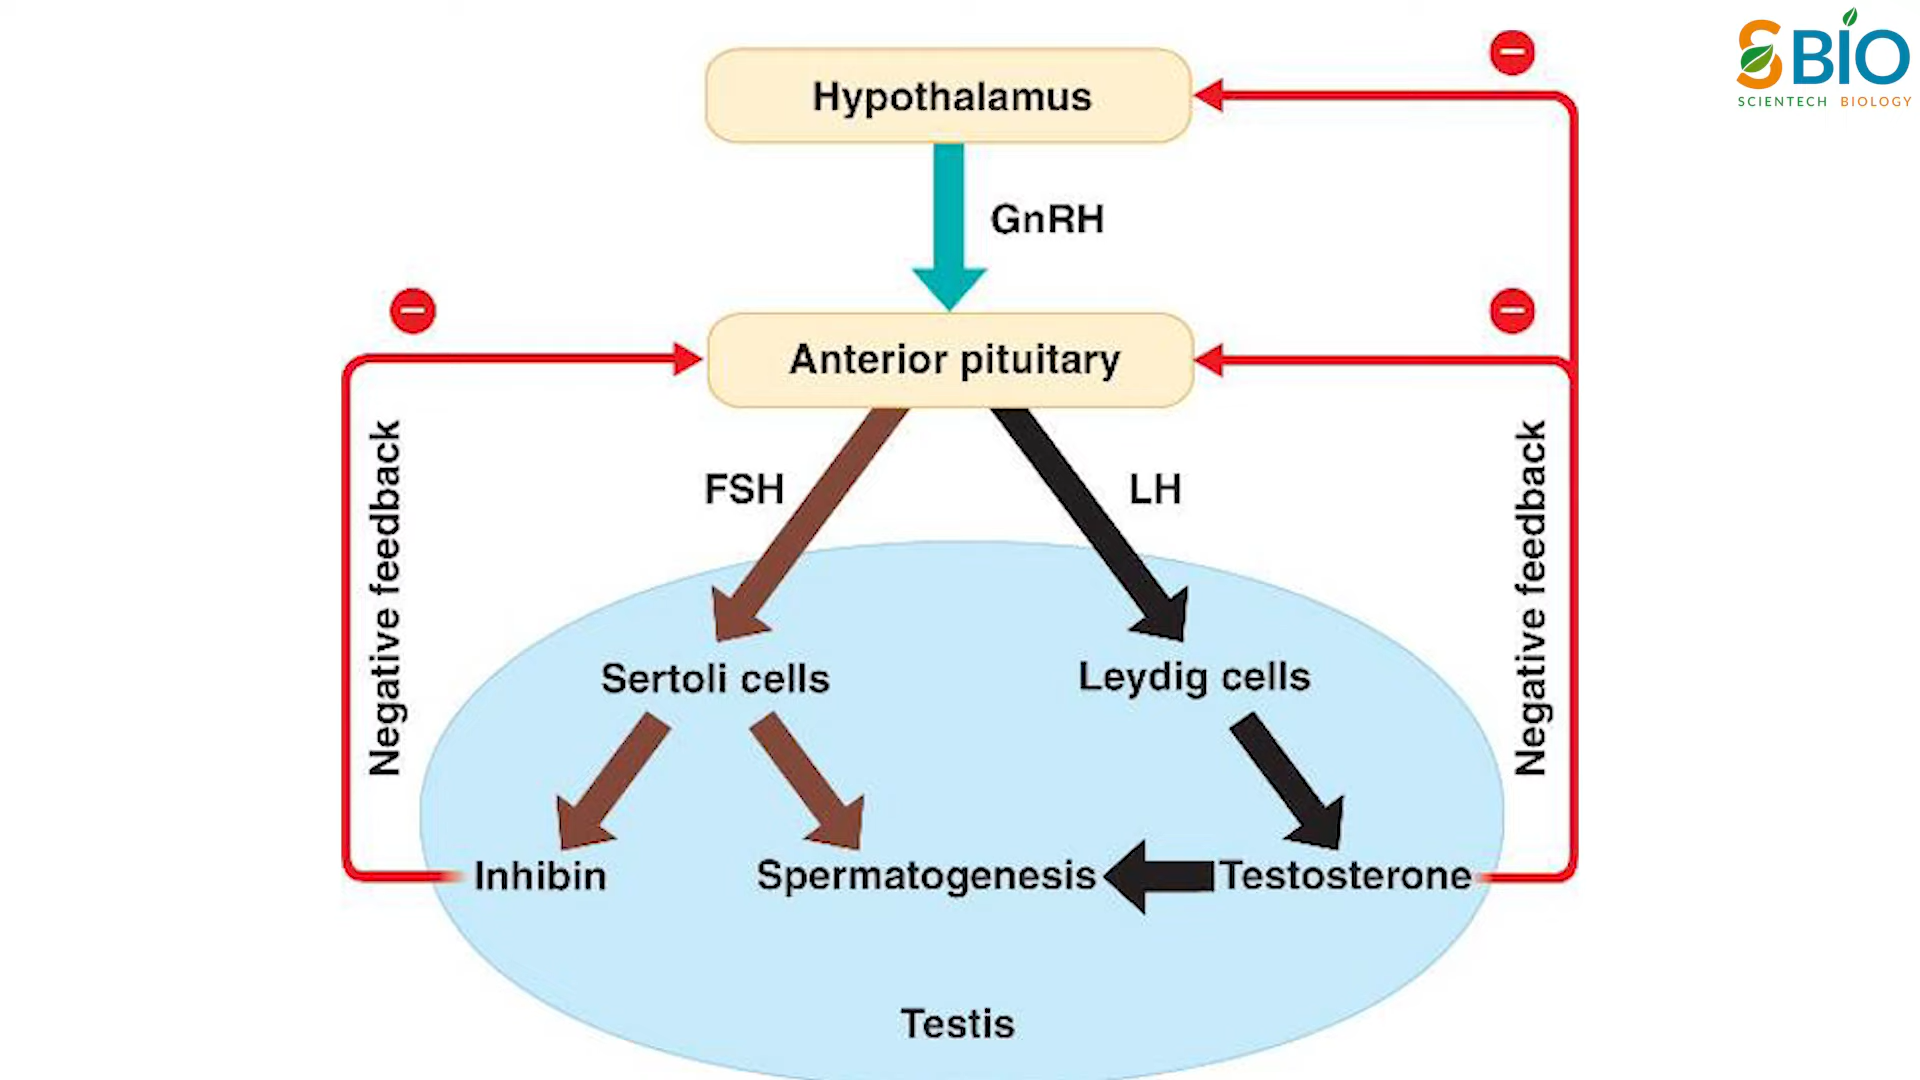 SBIO
SCIENTECH BIOLOGY
Hypothalamus
GnRH
Anterior pituitary
Negative feedback
FSH
LH
Negative feedback
Sertoli cells
Leydig cells
Inhibin
Spermatogenesis
Testosterone
Testis